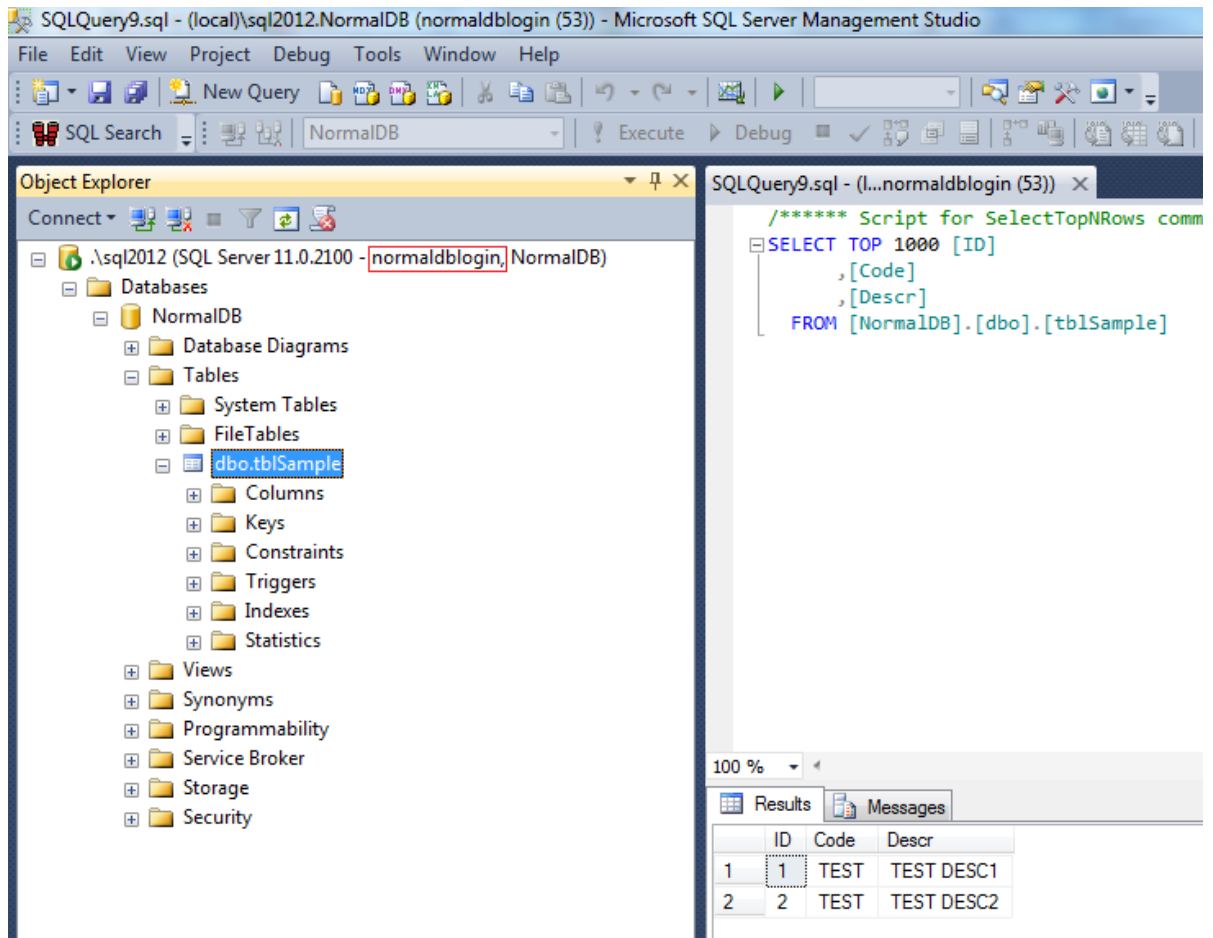 SQLQuery9.sql - (local)\sql2012.NormalDB (normaldblogin (53)) - Microsoft SQL Server Management Studio
File Edit View Project Debug Tools Window Help
New Query
SQL Search NormalDB Execute Debug
Object Explorer
Connect
.\sql2012 (SQL Server 11.0.2100 - normaldblogin, NormalDB)
Databases
NormalDB
Database Diagrams
Tables
System Tables
FileTables
dbo.tblSample
Columns
Keys
Constraints
Triggers
Indexes
Statistics
Views
Synonyms
Programmability
Service Broker
Storage
Security
SQLQuery9.sql - (l...normaldblogin (53))
/****** Script for SelectTopNRows comm
SELECT TOP 1000 [ID]
,[Code]
,[Descr]
FROM [NormalDB].[dbo].[tblSample]
100 %
Results Messages
ID Code Descr
1 1 TEST TEST DESC1
2 2 TEST TEST DESC2